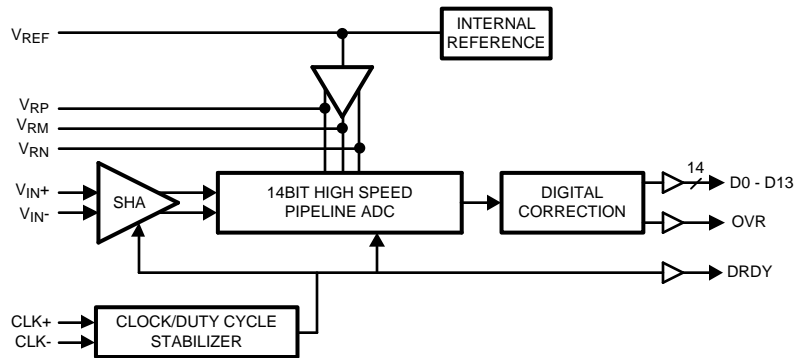 INTERNAL
REFERENCE
VREF
VRP
VRM
VRN
VIN+
VIN-
SHA
14BIT HIGH SPEED
PIPELINE ADC
DIGITAL
CORRECTION
14
D0 - D13
OVR
DRDY
CLK+
CLK-
CLOCK/DUTY CYCLE
STABILIZER